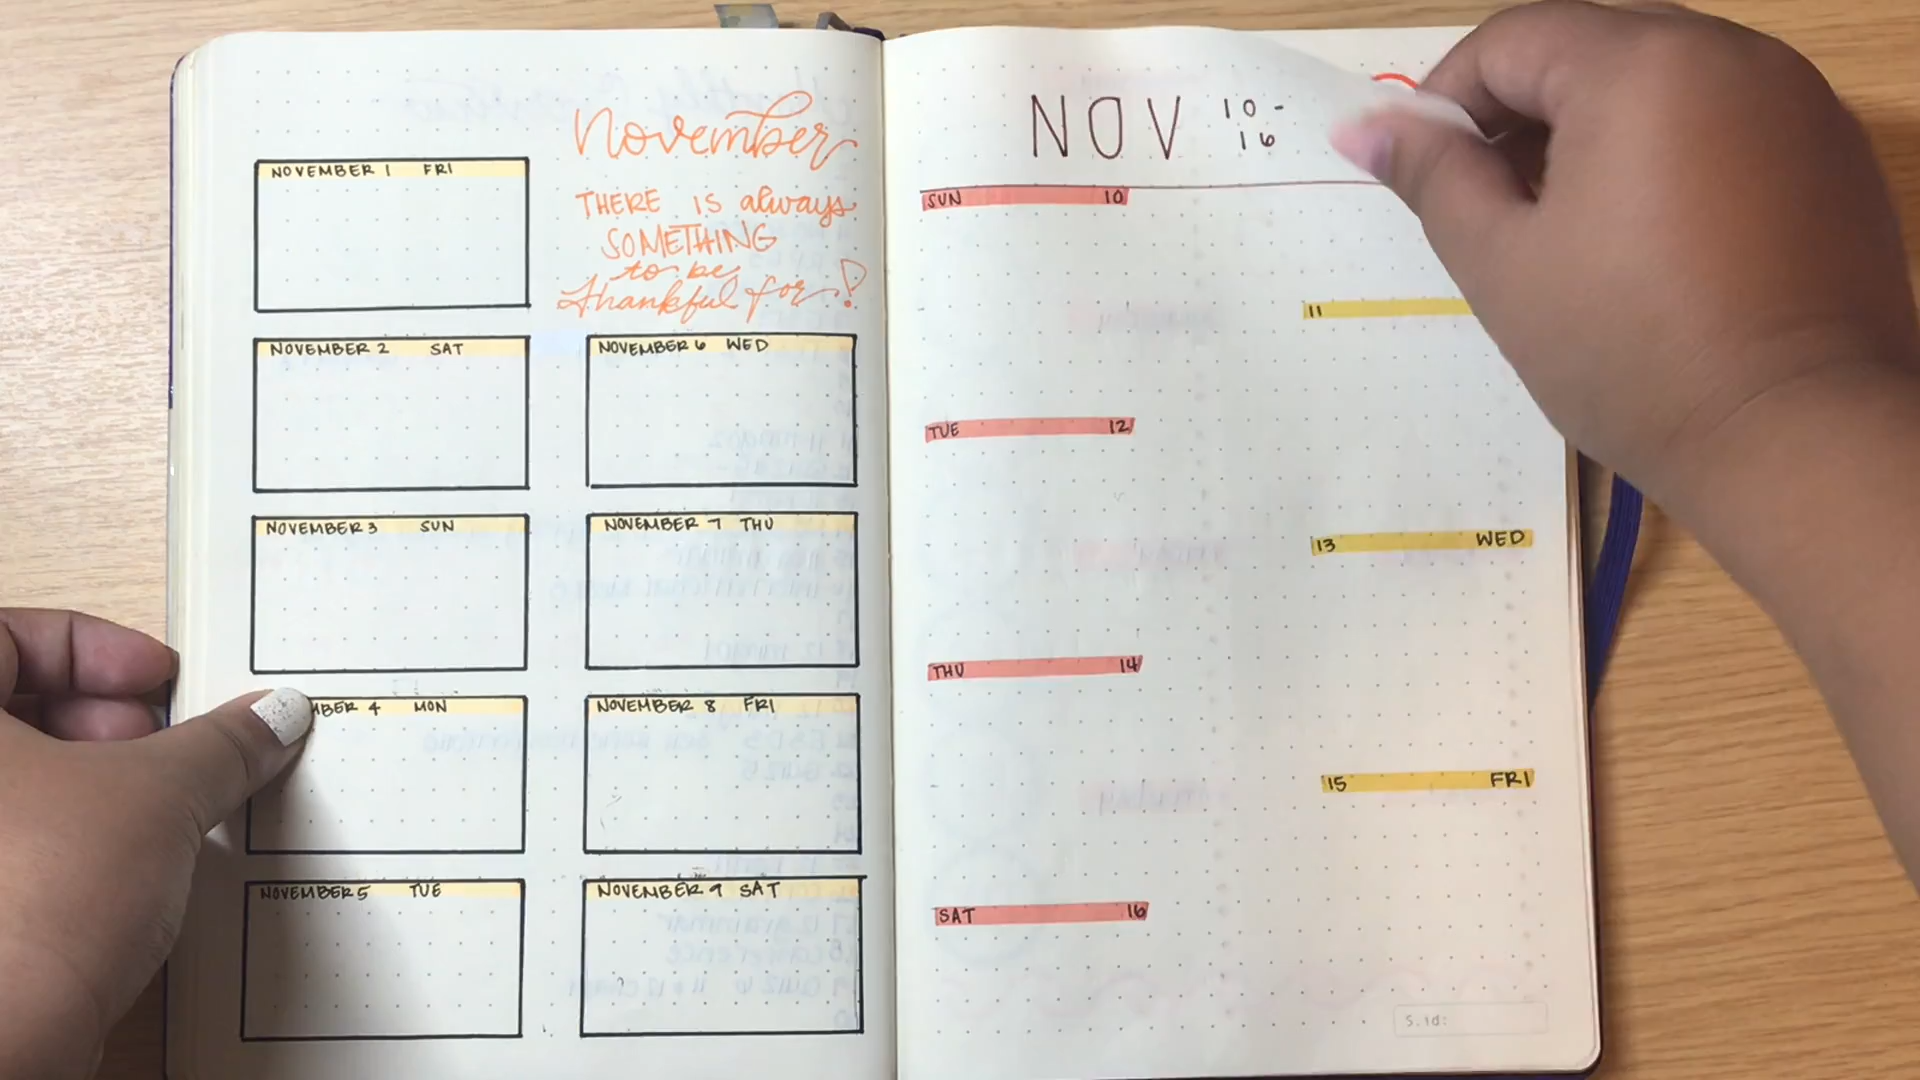 November
THERE IS always
SOMETHING
to be
thankful for!
NOVEMBER 1 FRI
NOVEMBER 2 SAT
NOVEMBER 3 SUN
MBER 4 MON
NOVEMBER 5 TUE
NOVEMBER 6 WED
NOVEMBER 7 THU
NOVEMBER 8 FRI
NOVEMBER 9 SAT
NOV 10-
16
SUN 10
11
TUE 12
13 WED
THU 14
15 FRI
SAT 16
S.id: